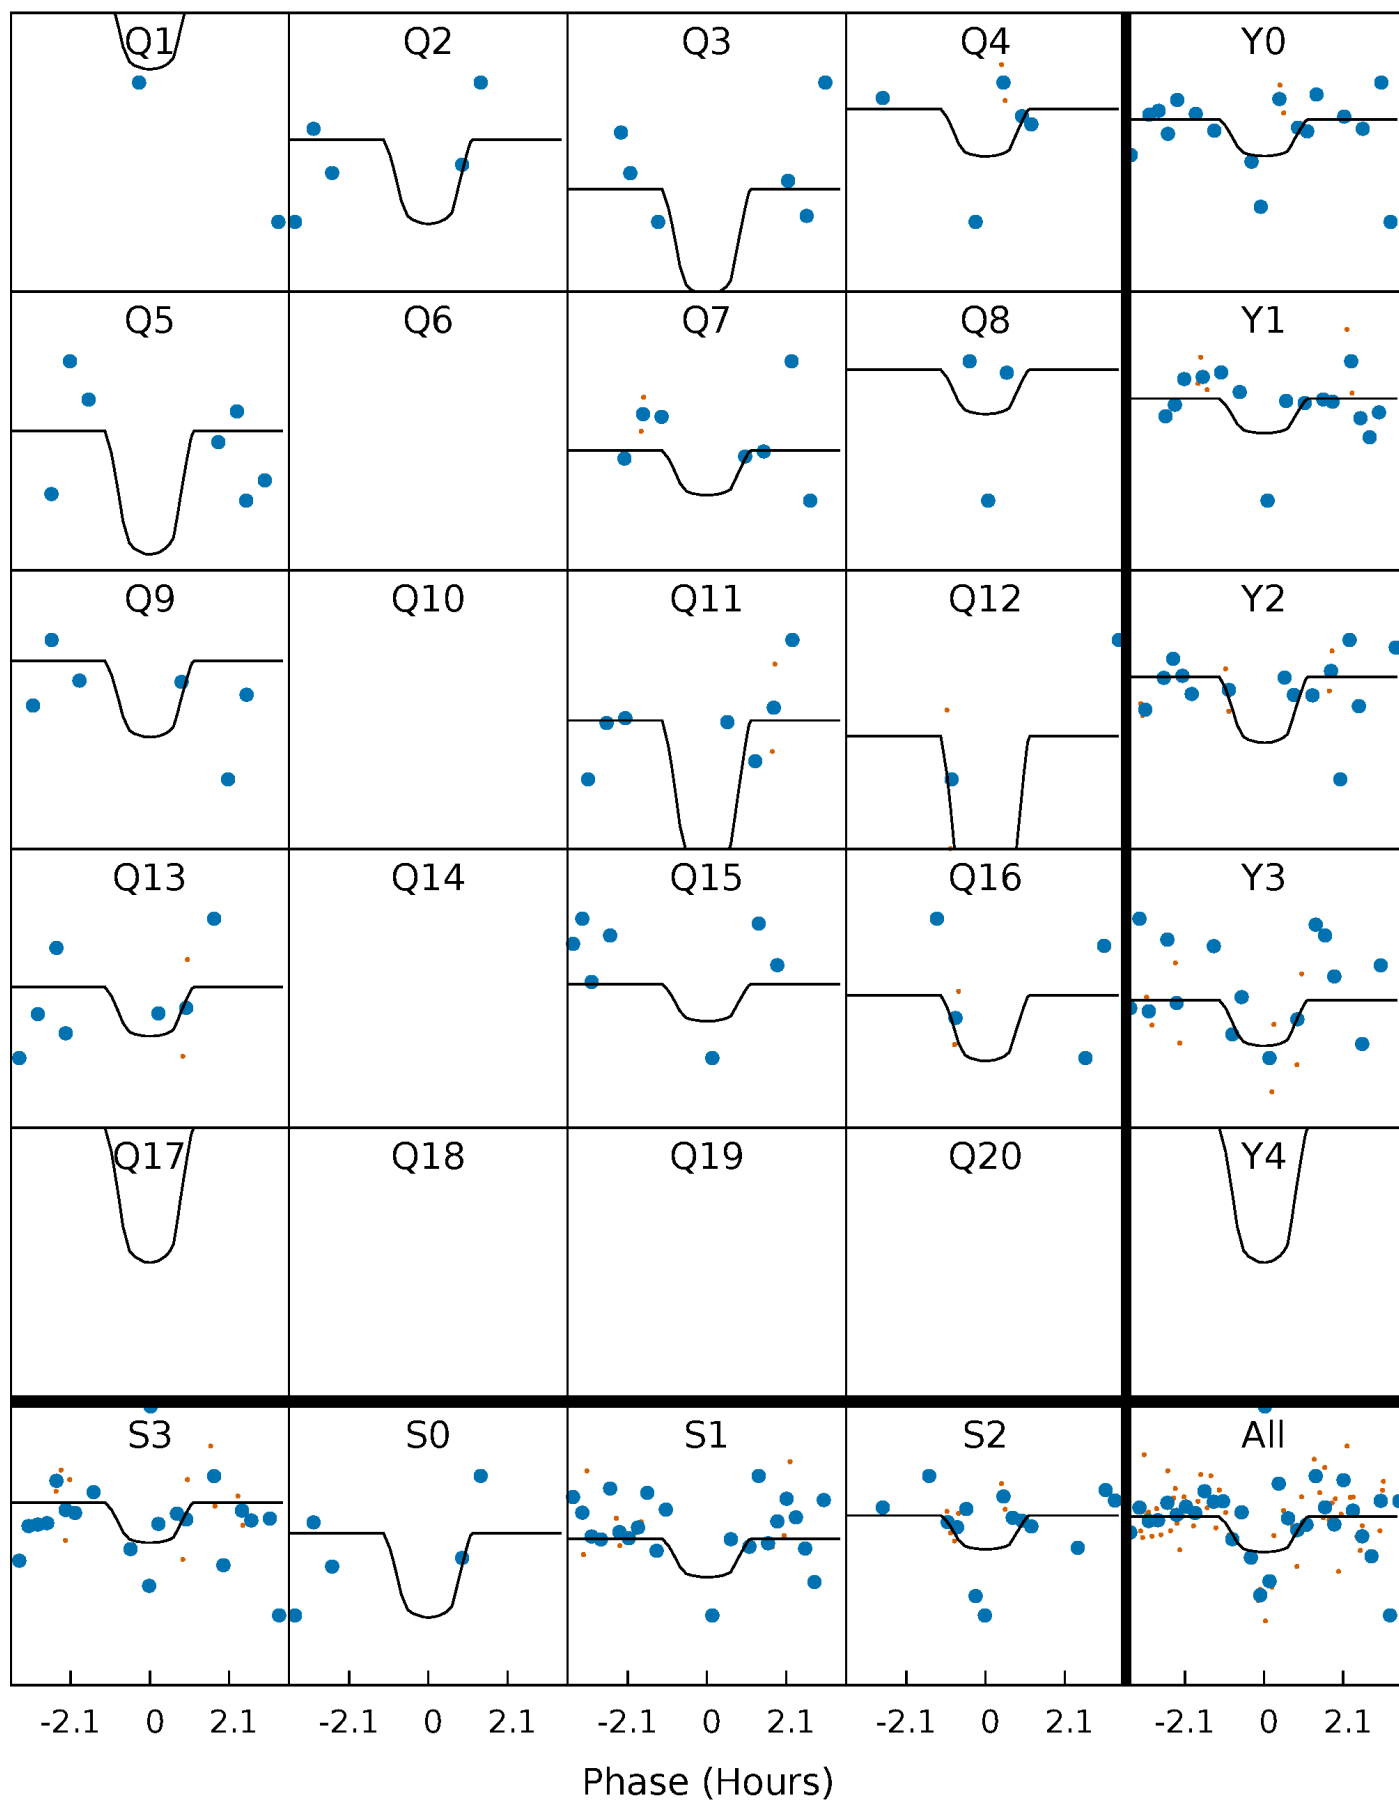 Q1 Q2 Q3 Q4 Y0
Q5 Q6 Q7 Q8 Y1
Q9 Q10 Q11 Q12 Y2
Q13 Q14 Q15 Q16 Y3
Q17 Q18 Q19 Q20 Y4
S3 S0 S1 S2 All
-2.1 0 2.1 -2.1 0 2.1 -2.1 0 2.1 -2.1 0 2.1 -2.1 0 2.1
Phase (Hours)